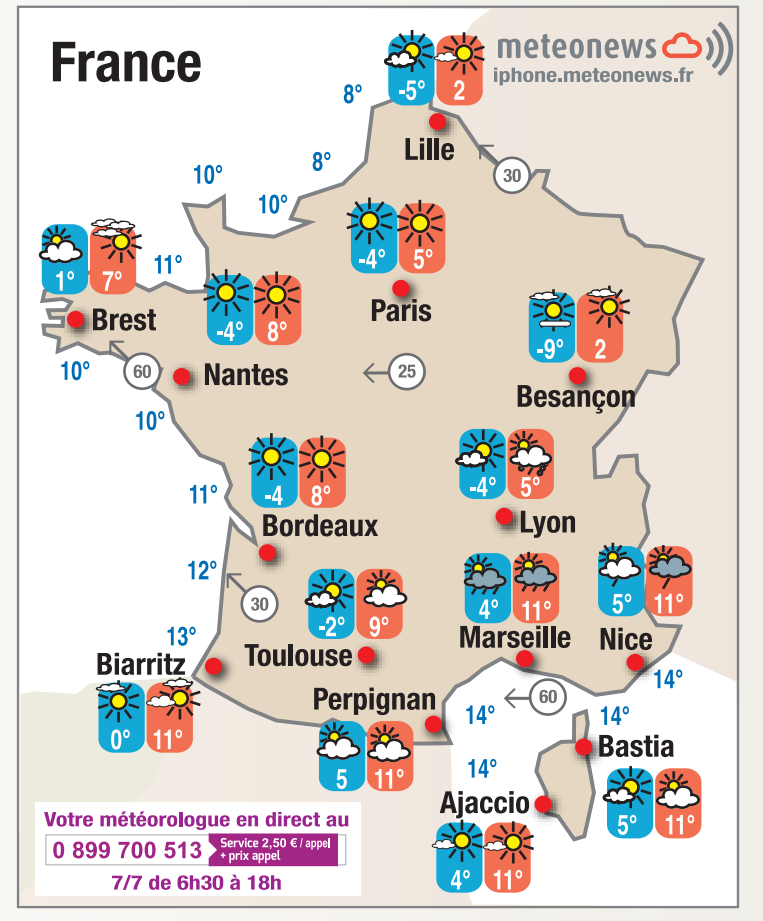 France
meteonews
iphone.meteonews.fr
8°
-5° 2
Lille
30
8°
10°
10°
-4° 5°
Paris
1° 7°
11°
Brest
-4° 8°
Nantes
-9° 2
Besançon
10°
60
25
10°
-4 8°
Bordeaux
11°
-4° 5°
Lyon
12°
30
-2° 9°
Toulouse
4° 11°
Marseille
5° 11°
Nice
13°
Biarritz
0° 11°
Perpignan
5 11°
14°
60
14°
14°
14°
Bastia
5° 11°
Ajaccio
4° 11°
Votre météorologue en direct au
0 899 700 513 Service 2,50 € / appel
+ prix appel
7/7 de 6h30 à 18h